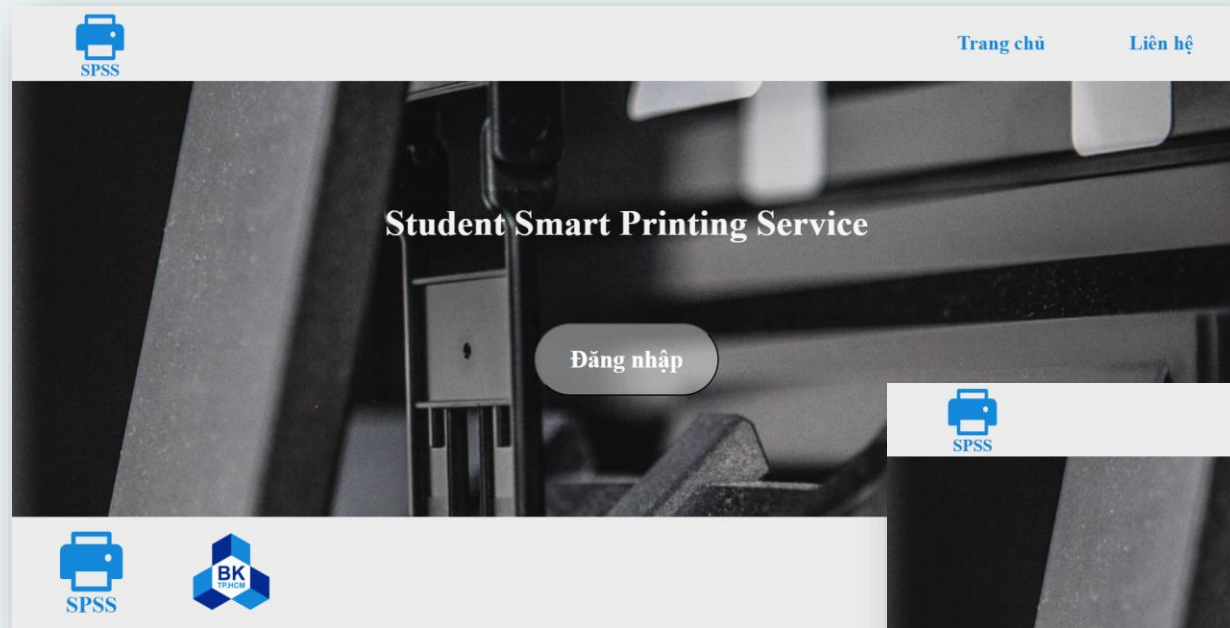 SPSS
Trang chủ
Liên hệ
Student Smart Printing Service
Đăng nhập
SPSS
SPSS
BK
TP.HCM